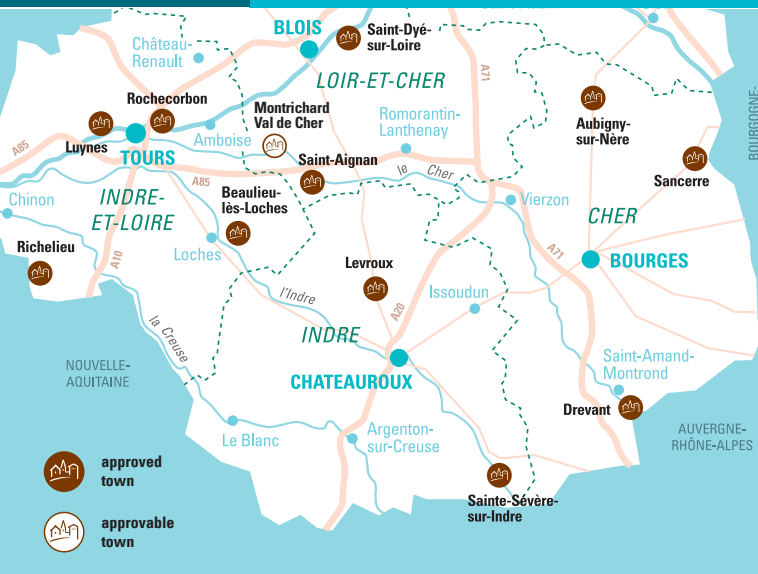 BLOIS
Saint-Dyé-
sur-Loire
Château-
Renault
LOIR-ET-CHER
A71
Rochecorbon
Montrichard
Val de Cher
Romorantin-
Lanthenay
Aubigny-
sur-Nère
BOURGOGNE-
A85
Luynes
TOURS
Amboise
Saint-Aignan
le Cher
Sancerre
A85
Chinon
INDRE-
ET-LOIRE
Beaulieu-
lès-Loches
Vierzon
CHER
Richelieu
A10
Loches
Levroux
A71
BOURGES
l'Indre
Issoudun
A20
la Creuse
INDRE
NOUVELLE-
AQUITAINE
CHATEAUROUX
Saint-Amand-
Montrond
Drevant
Le Blanc
Argenton-
sur-Creuse
AUVERGNE-
RHÔNE-ALPES
approved
town
Sainte-Sévère-
sur-Indre
approvable
town